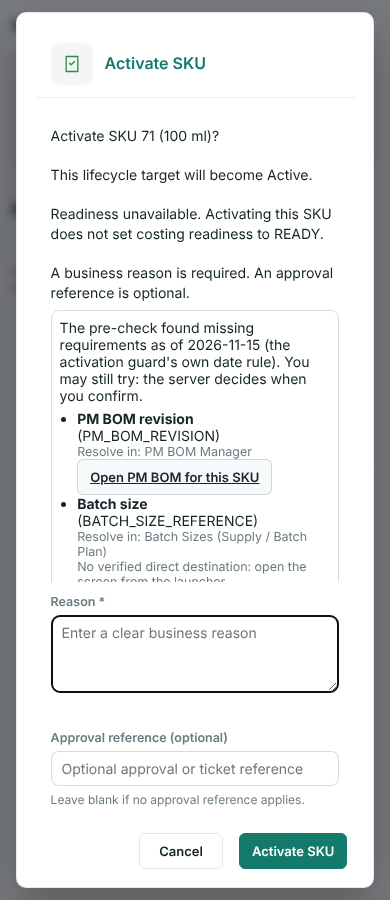 Activate SKU
Activate SKU 71 (100 ml)?
This lifecycle target will become Active.
Readiness unavailable. Activating this SKU
does not set costing readiness to READY.
A business reason is required. An approval
reference is optional.
The pre-check found missing
requirements as of 2026-11-15 (the
activation guard's own date rule). You
may still try: the server decides when
you confirm.
• PM BOM revision
(PM_BOM_REVISION)
Resolve in: PM BOM Manager
Open PM BOM for this SKU
• Batch size
(BATCH_SIZE_REFERENCE)
Resolve in: Batch Sizes (Supply / Batch
Plan)
No verified direct destination: open the
screen from the launcher
Reason *
Enter a clear business reason
Approval reference (optional)
Optional approval or ticket reference
Leave blank if no approval reference applies.
Cancel
Activate SKU